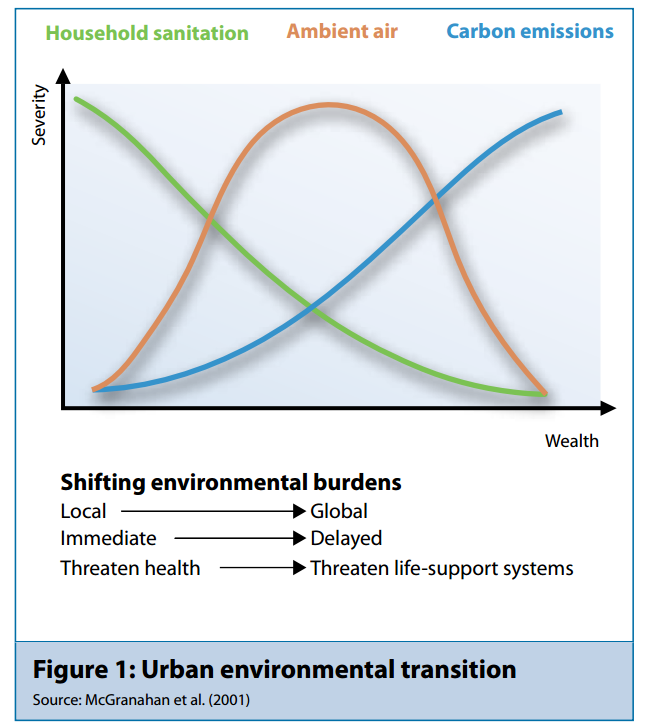 Household sanitation Ambient air Carbon emissions
Severity
Wealth
Shifting environmental burdens
Local Global
Immediate Delayed
Threaten health Threaten life-support systems
Figure 1: Urban environmental transition
Source: McGranahan et al. (2001)